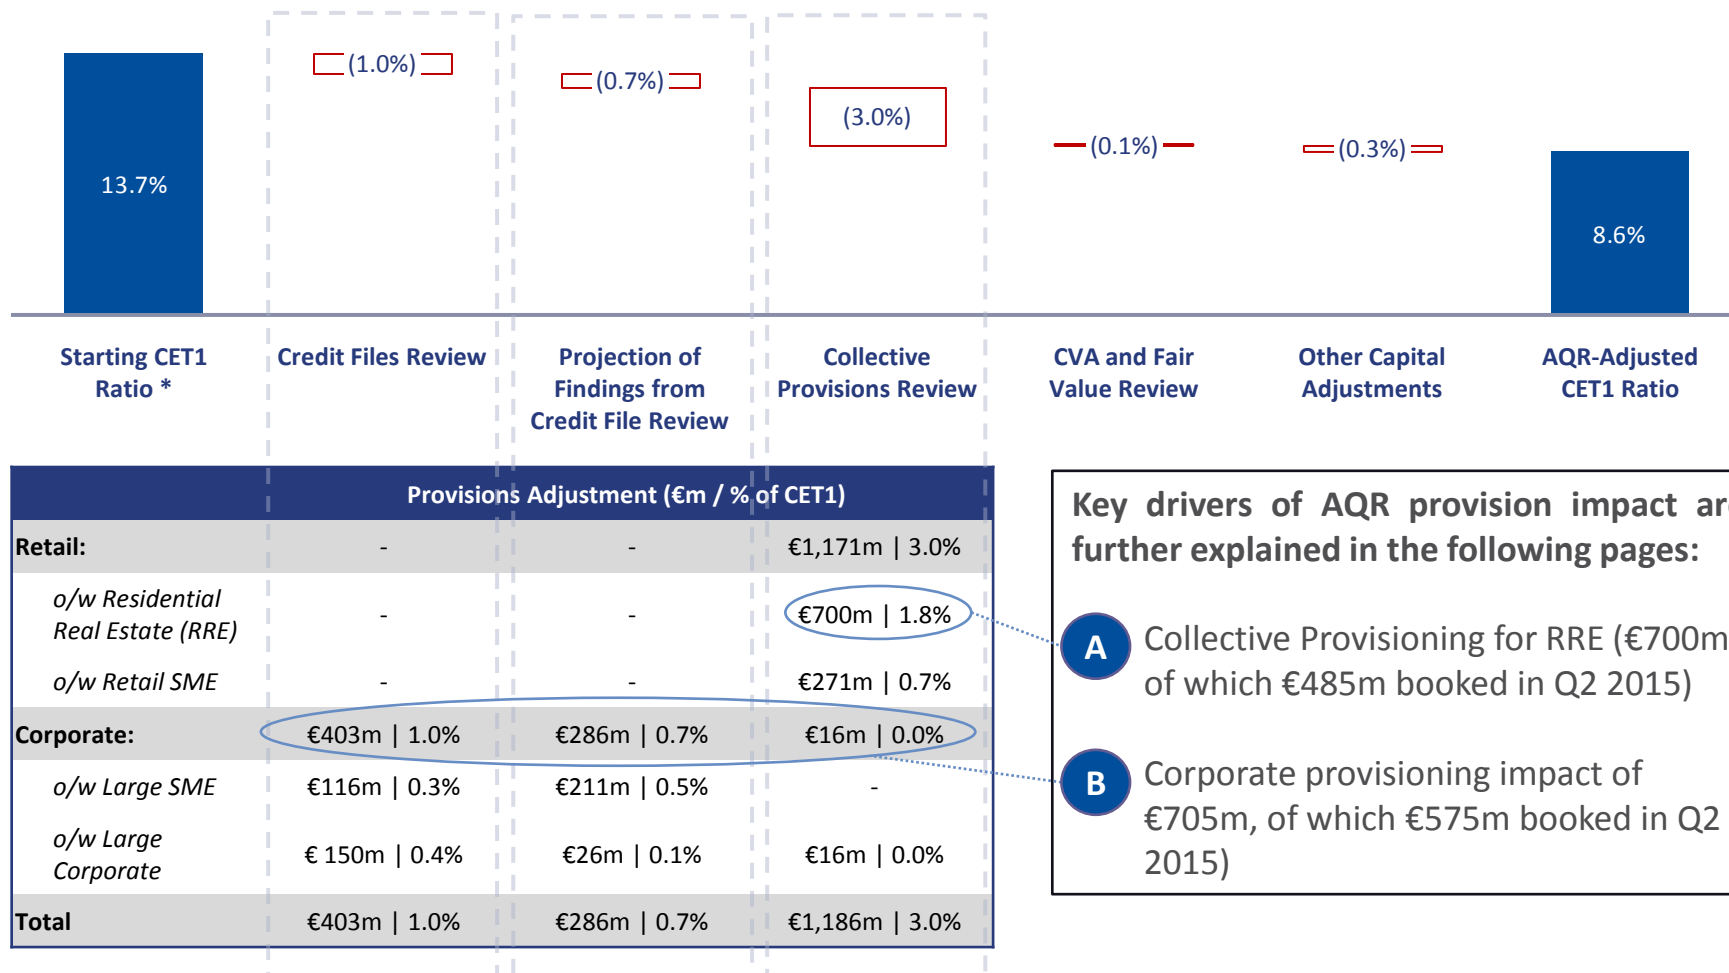 (1.0%)
(0.7%)
(3.0%)
(0.1%)
(0.3%)
13.7%
8.6%
Starting CET1
Ratio *
Credit Files Review
Projection of
Findings from
Credit File Review
Collective
Provisions Review
CVA and Fair
Value Review
Other Capital
Adjustments
AQR-Adjusted
CET1 Ratio
Provisions Adjustment (€m / % of CET1)
Retail: - - €1,171m | 3.0%
o/w Residential
Real Estate (RRE) - - €700m | 1.8%
o/w Retail SME - - €271m | 0.7%
Corporate: €403m | 1.0% €286m | 0.7% €16m | 0.0%
o/w Large SME €116m | 0.3% €211m | 0.5% -
o/w Large
Corporate € 150m | 0.4% €26m | 0.1% €16m | 0.0%
Total €403m | 1.0% €286m | 0.7% €1,186m | 3.0%
Key drivers of AQR provision impact are
further explained in the following pages:
A Collective Provisioning for RRE (€700m
of which €485m booked in Q2 2015)
B Corporate provisioning impact of
€705m, of which €575m booked in Q2
2015)